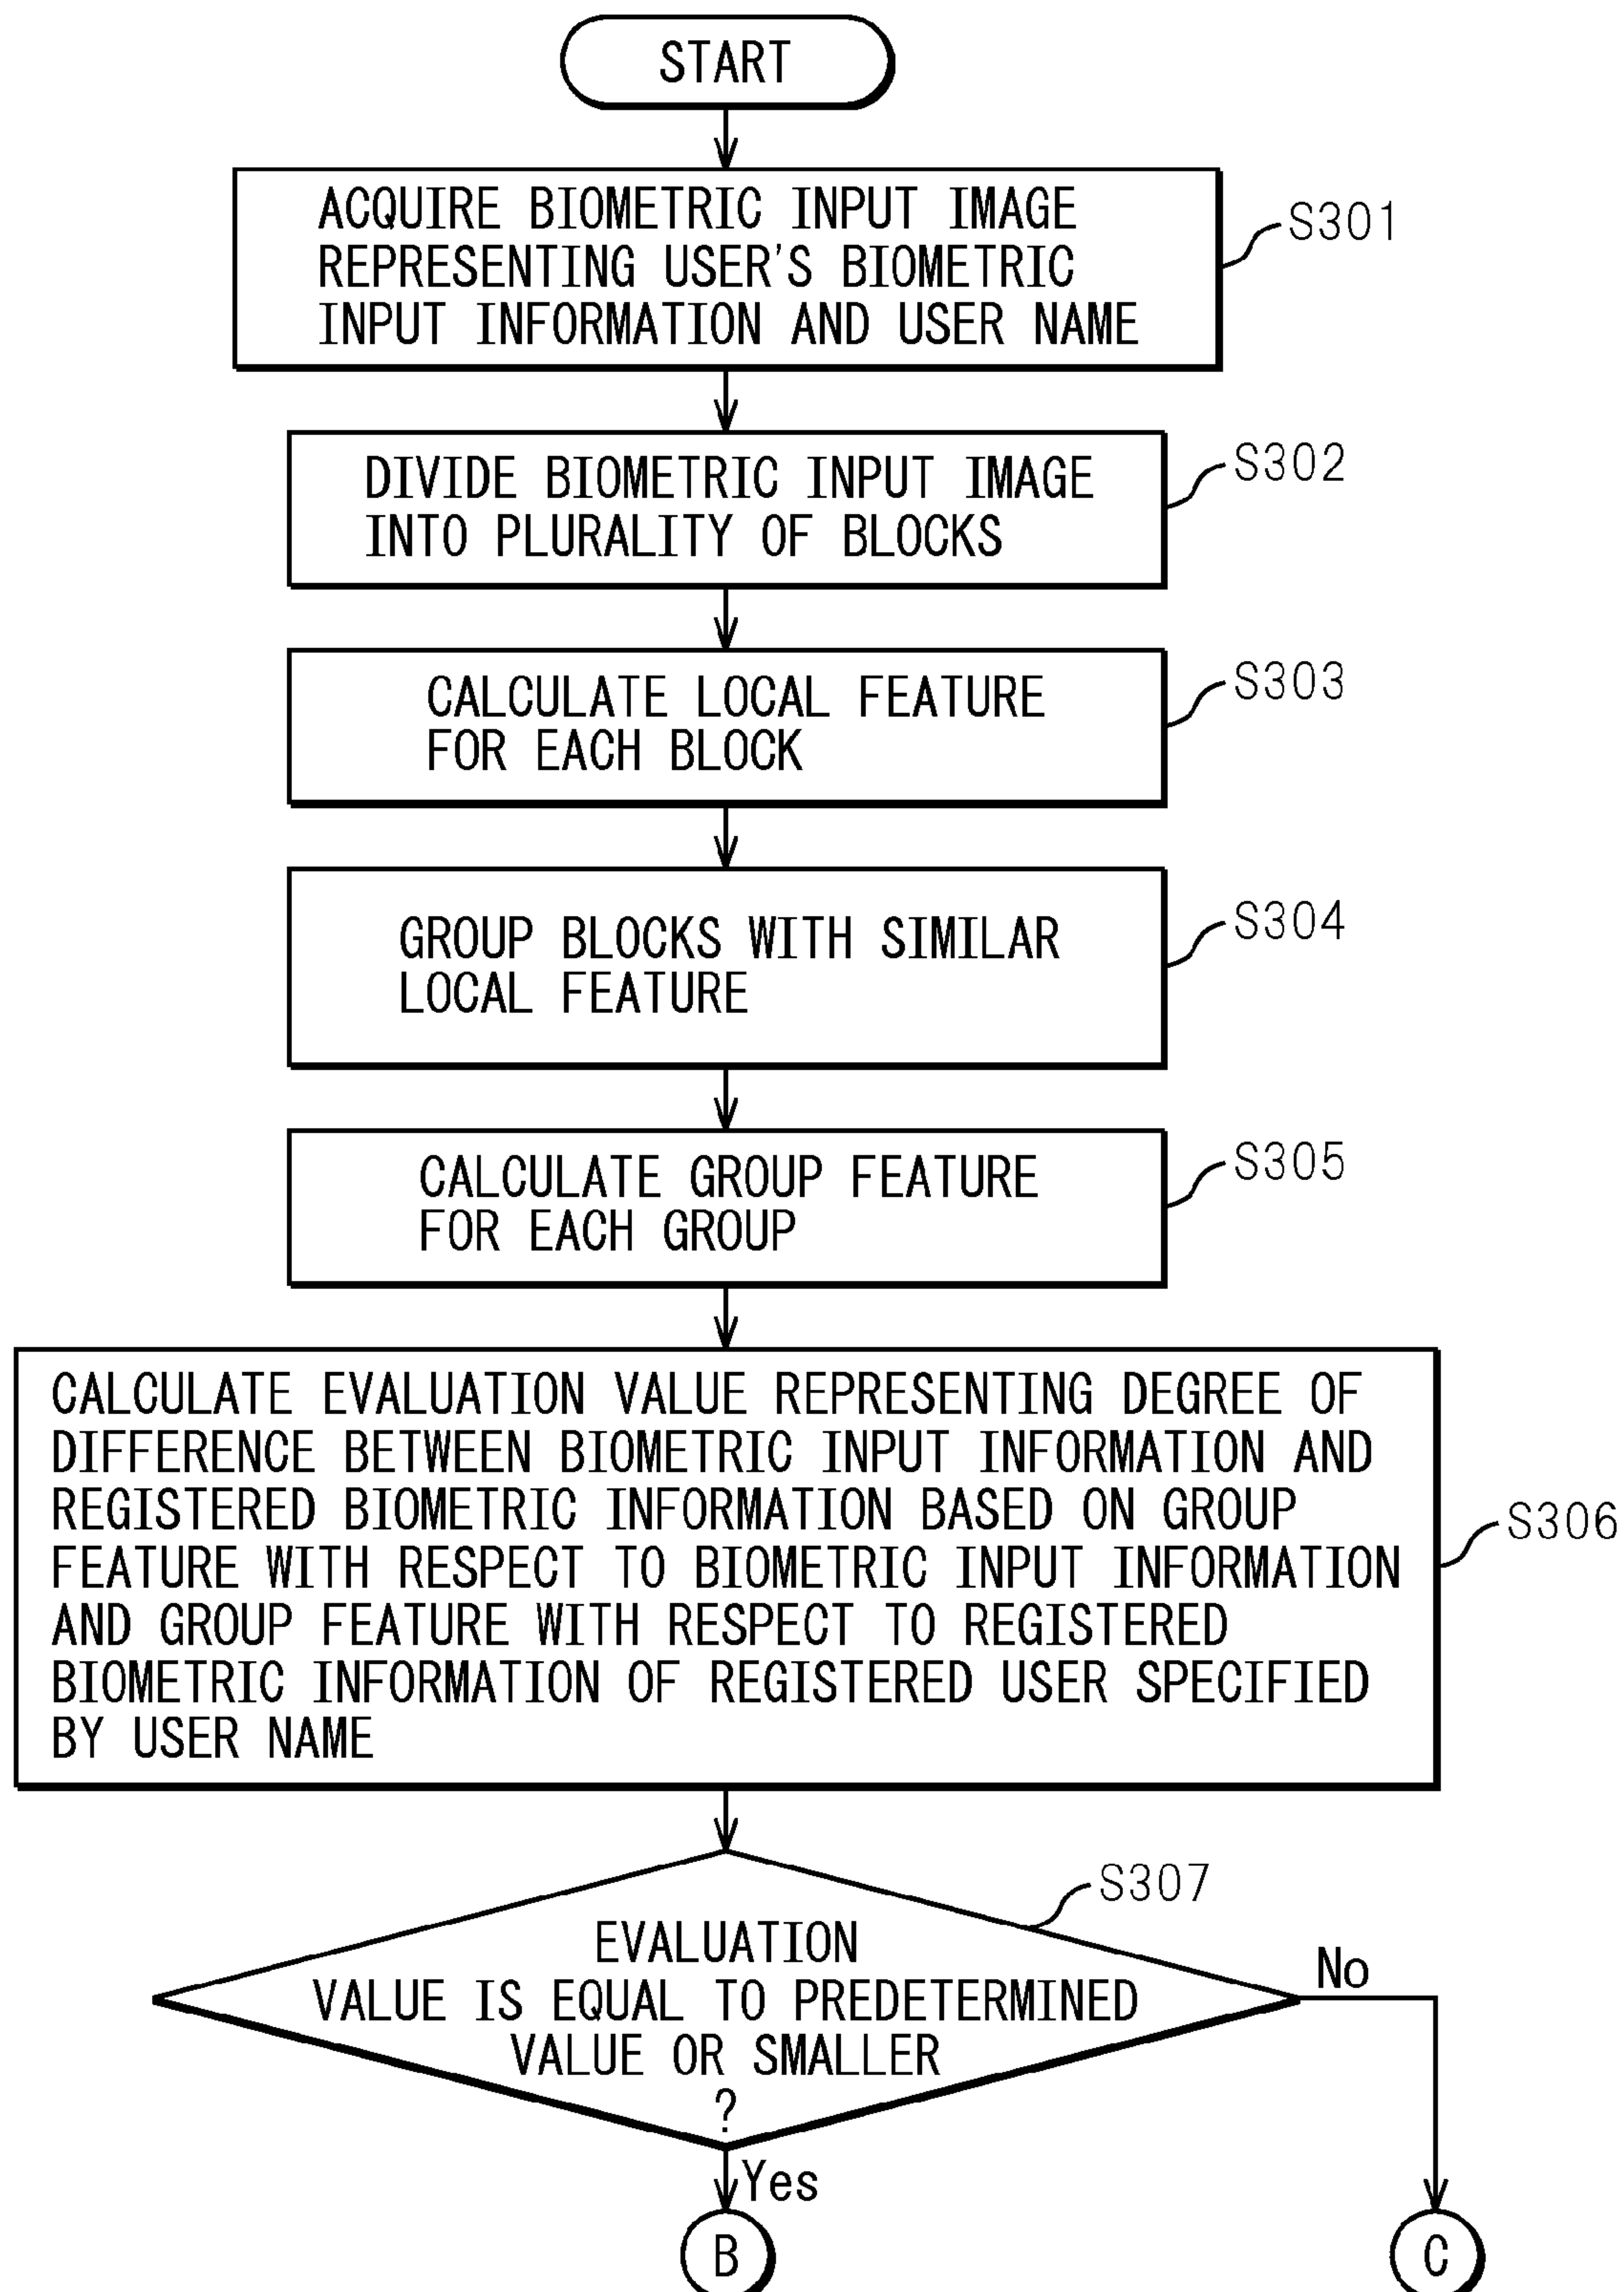 START
ACQUIRE BIOMETRIC INPUT IMAGE
REPRESENTING USER'S BIOMETRIC
INPUT INFORMATION AND USER NAME
S301
DIVIDE BIOMETRIC INPUT IMAGE
INTO PLURALITY OF BLOCKS
S302
CALCULATE LOCAL FEATURE
FOR EACH BLOCK
S303
GROUP BLOCKS WITH SIMILAR
LOCAL FEATURE
S304
CALCULATE GROUP FEATURE
FOR EACH GROUP
S305
CALCULATE EVALUATION VALUE REPRESENTING DEGREE OF
DIFFERENCE BETWEEN BIOMETRIC INPUT INFORMATION AND
REGISTERED BIOMETRIC INFORMATION BASED ON GROUP
FEATURE WITH RESPECT TO BIOMETRIC INPUT INFORMATION
AND GROUP FEATURE WITH RESPECT TO REGISTERED
BIOMETRIC INFORMATION OF REGISTERED USER SPECIFIED
BY USER NAME
S306
S307
EVALUATION
VALUE IS EQUAL TO PREDETERMINED
VALUE OR SMALLER
?
No
Yes
B
C